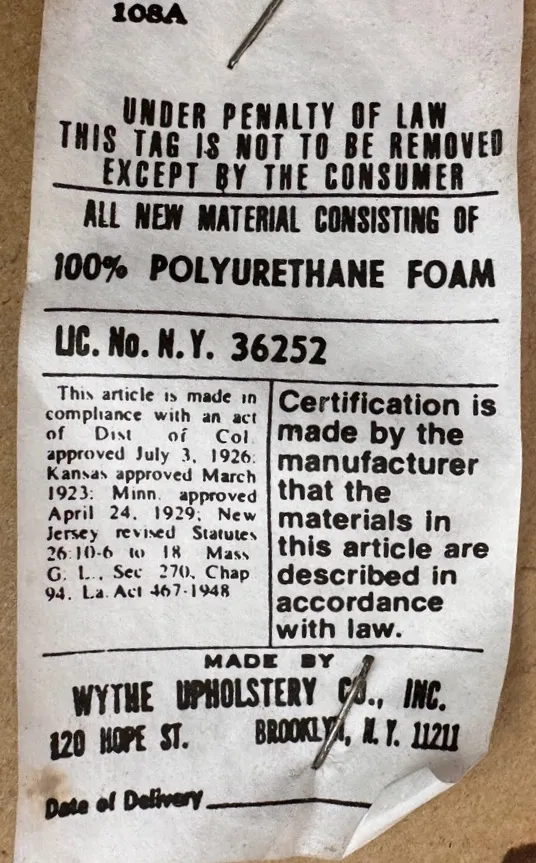 108A
UNDER PENALTY OF LAW
THIS TAG IS NOT TO BE REMOVED
EXCEPT BY THE CONSUMER
ALL NEW MATERIAL CONSISTING OF
100% POLYURETHANE FOAM
LIC. No. N.Y. 36252
This article is made in
compliance with an act
of Dist of Col.
approved July 3, 1926;
Kansas approved March
1923; Minn. approved
April 24, 1929; New
Jersey revised Statutes
26:10-6 to 18 Mass
G. L., Sec 270, Chap
94. La. Act 467-1948
Certification is
made by the
manufacturer
that the
materials in
this article are
described in
accordance
with law.
MADE BY
WYTHE UPHOLSTERY CO., INC.
120 HOPE ST. BROOKLYN, N.Y. 11211
Date of Delivery